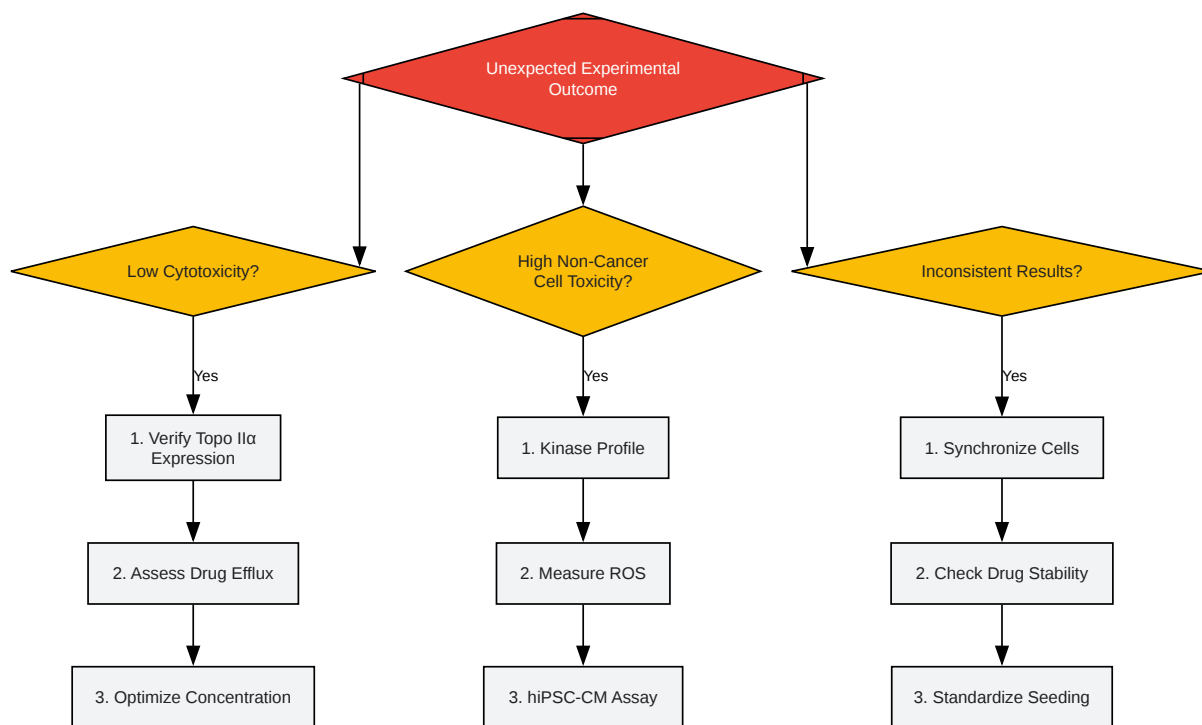 Unexpected Experimental
Outcome
Low Cytotoxicity?
High Non-Cancer
Cell Toxicity?
Inconsistent Results?
Yes
Yes
Yes
1. Verify Topo IIα
Expression
1. Kinase Profile
1. Synchronize Cells
2. Assess Drug Efflux
2. Measure ROS
2. Check Drug Stability
3. Optimize Concentration
3. hiPSC-CM Assay
3. Standardize Seeding